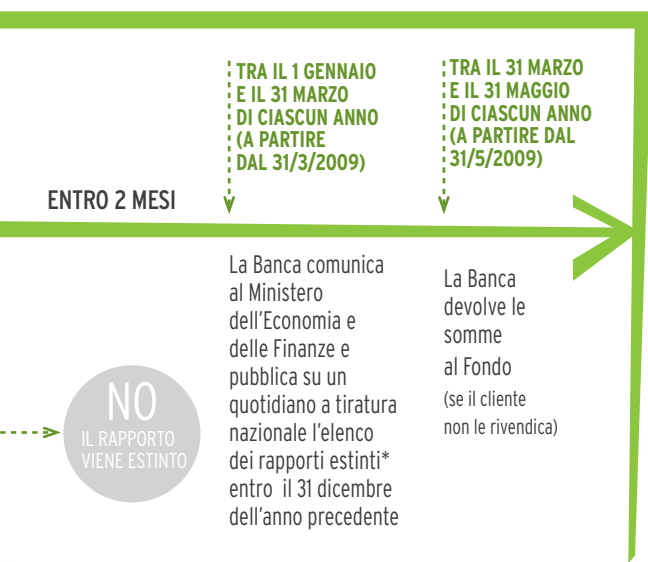 TRA IL 1 GENNAIO
E IL 31 MARZO
DI CIASCUN ANNO
(A PARTIRE
DAL 31/3/2009)
TRA IL 31 MARZO
E IL 31 MAGGIO
DI CIASCUN ANNO
(A PARTIRE DAL
31/5/2009)
ENTRO 2 MESI
La Banca comunica
al Ministero
dell'Economia e
delle Finanze e
pubblica su un
quotidiano a tiratura
nazionale l'elenco
dei rapporti estinti*
entro il 31 dicembre
dell'anno precedente
La Banca
devolve le
somme
al Fondo
(se il cliente
non le rivendica)
NO
IL RAPPORTO
VIENE ESTINTO